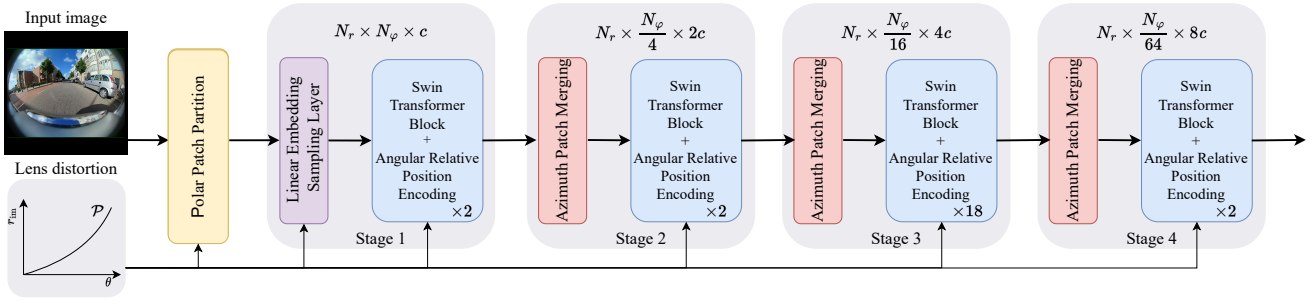 Input image
Lens distortion
r_im
𝒫
θ
Polar Patch Partition
N_r × N_φ × c
Linear Embedding
Sampling Layer
Swin
Transformer
Block
+
Angular Relative
Position
Encoding
×2
Stage 1
N_r × N_φ/4 × 2c
Azimuth Patch Merging
Swin
Transformer
Block
+
Angular Relative
Position
Encoding
×2
Stage 2
N_r × N_φ/16 × 4c
Azimuth Patch Merging
Swin
Transformer
Block
+
Angular Relative
Position
Encoding
×18
Stage 3
N_r × N_φ/64 × 8c
Azimuth Patch Merging
Swin
Transformer
Block
+
Angular Relative
Position
Encoding
×2
Stage 4